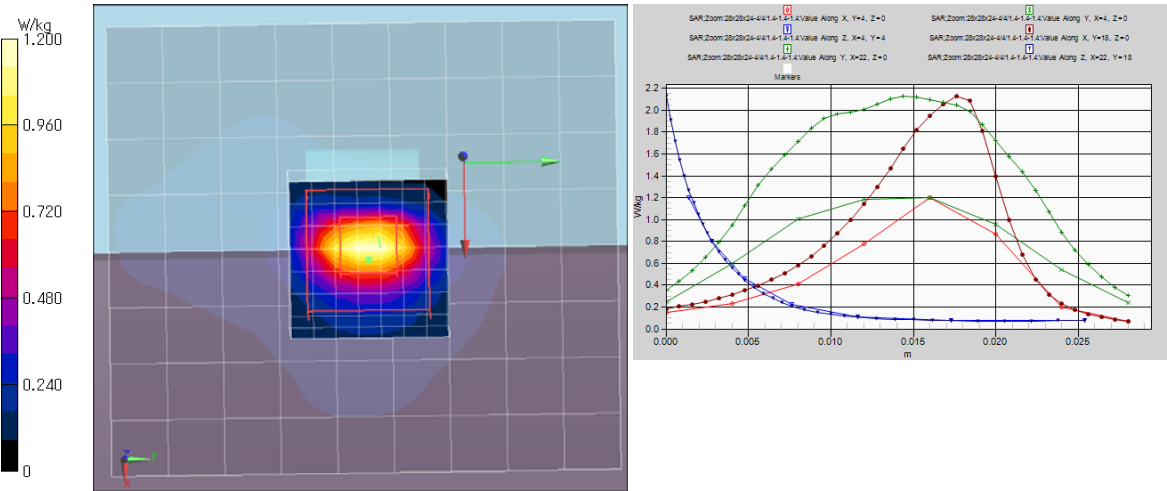 W/kg
1.200
0.960
0.720
0.480
0.240
0
Z
Y
X
SAR;Zoom:28x28x24-4/4/1.4-1.4-1.4:Value Along X, Y=4, Z=0
SAR;Zoom:28x28x24-4/4/1.4-1.4-1.4:Value Along Y, X=4, Z=0
SAR;Zoom:28x28x24-4/4/1.4-1.4-1.4:Value Along Z, X=4, Y=4
SAR;Zoom:28x28x24-4/4/1.4-1.4-1.4:Value Along X, Y=18, Z=0
SAR;Zoom:28x28x24-4/4/1.4-1.4-1.4:Value Along Y, X=22, Z=0
SAR;Zoom:28x28x24-4/4/1.4-1.4-1.4:Value Along Z, X=22, Y=18
Markers
2.2
2.0
1.8
1.6
1.4
1.2
1.0
0.8
0.6
0.4
0.2
0.0
W/kg
0.000
0.005
0.010
0.015
0.020
0.025
m